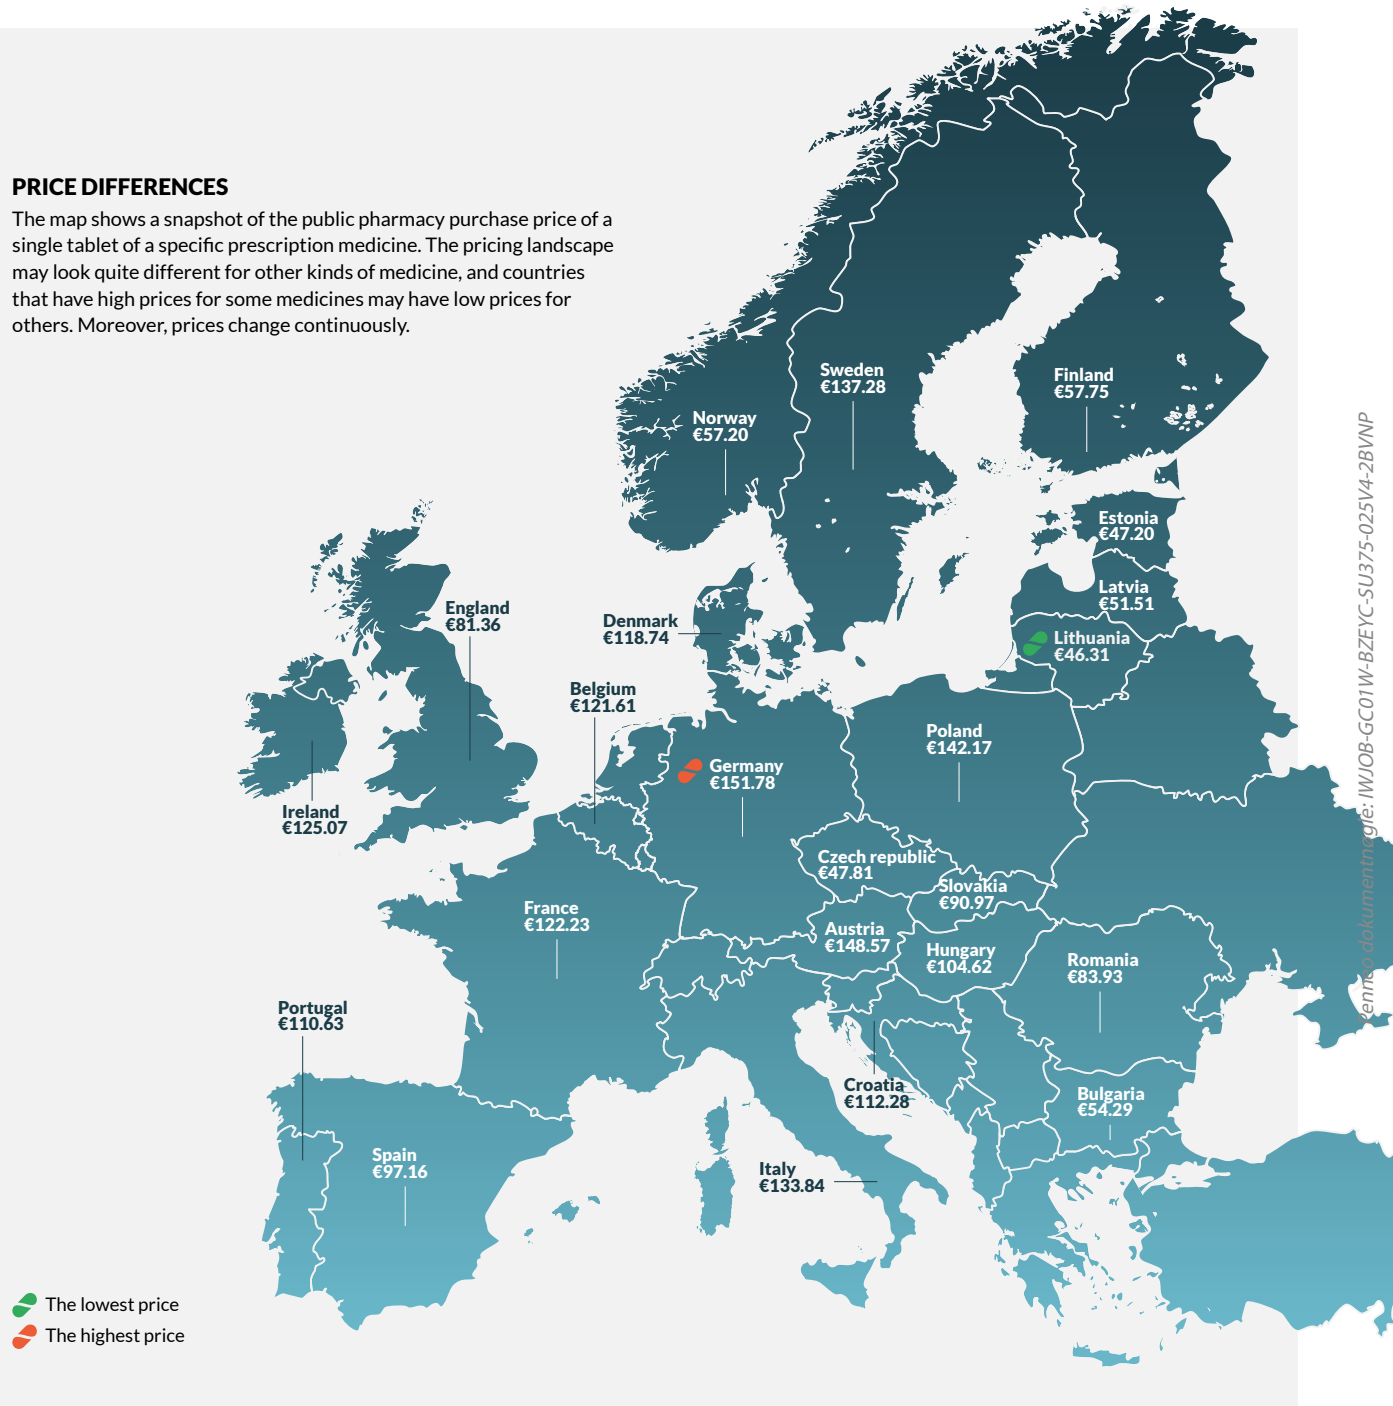 PRICE DIFFERENCES
The map shows a snapshot of the public pharmacy purchase price of a
single tablet of a specific prescription medicine. The pricing landscape
may look quite different for other kinds of medicine, and countries
that have high prices for some medicines may have low prices for
others. Moreover, prices change continuously.
Sweden
€137.28
Finland
€57.75
Norway
€57.20
Estonia
€47.20
Latvia
€51.51
England
€81.36
Denmark
€118.74
Lithuania
€46.31
Belgium
€121.61
Poland
€142.17
Germany
€151.78
Ireland
€125.07
Czech republic
€47.81
Slovakia
€90.97
France
€122.23
Austria
€148.57
Hungary
€104.62
Romania
€83.93
Portugal
€110.63
Croatia
€112.28
Bulgaria
€54.29
Spain
€97.16
Italy
€133.84
The lowest price
The highest price
Penneo dokumentnøgle: IWJOB-GC01W-BZEYC-SU375-025V4-2BVNP